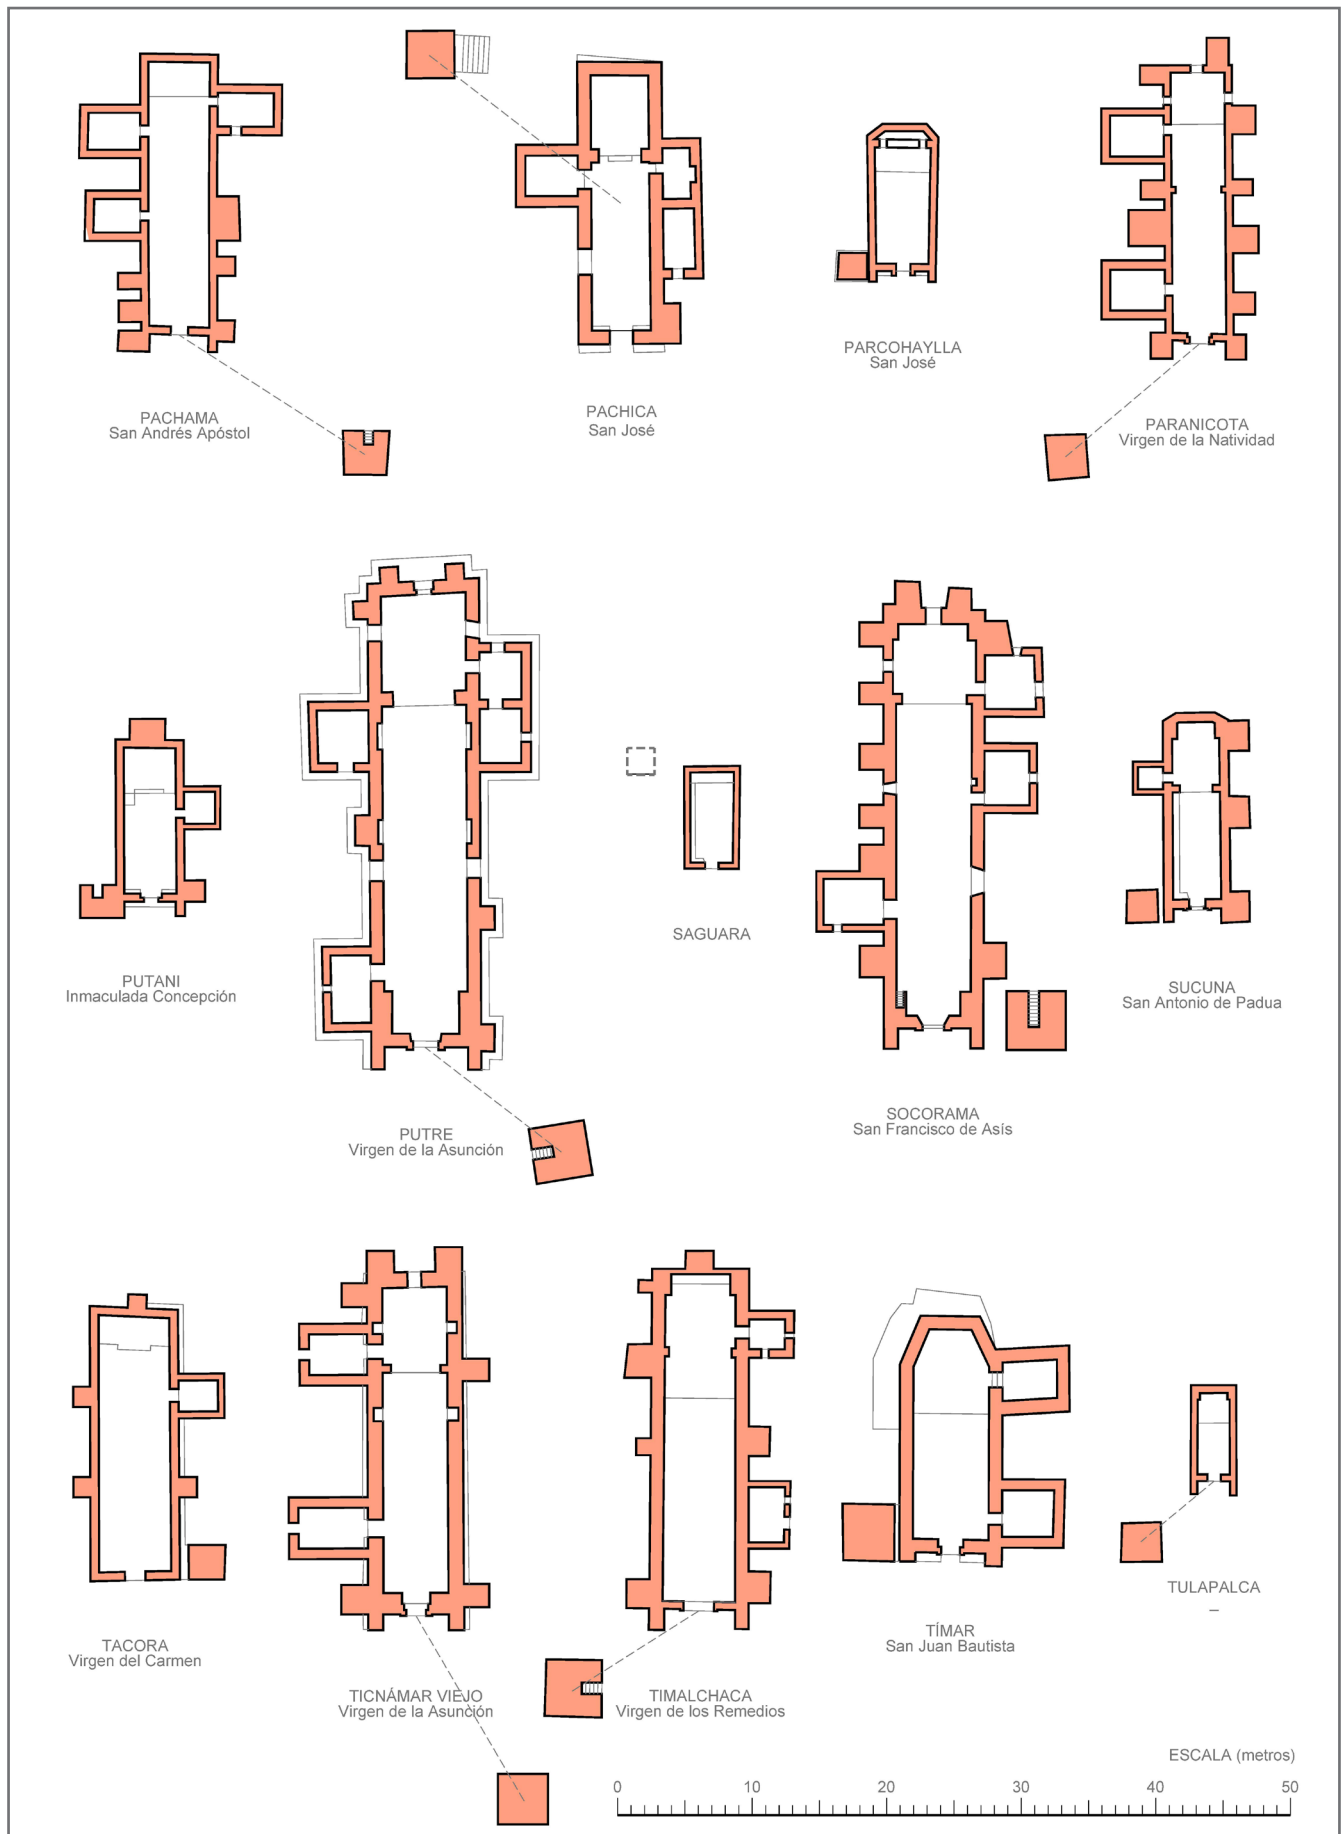 PACHAMA
San Andrés Apóstol
PACHICA
San José
PARCOHAYLLA
San José
PARANICOTA
Virgen de la Natividad
PUTANI
Inmaculada Concepción
PUTRE
Virgen de la Asunción
SAGUARA
SOCORAMA
San Francisco de Asís
SUCUNA
San Antonio de Padua
TACORA
Virgen del Carmen
TICNÁMAR VIEJO
Virgen de la Asunción
TIMALCHACA
Virgen de los Remedios
TÍMAR
San Juan Bautista
TULAPALCA
–
ESCALA (metros)
0 10 20 30 40 50